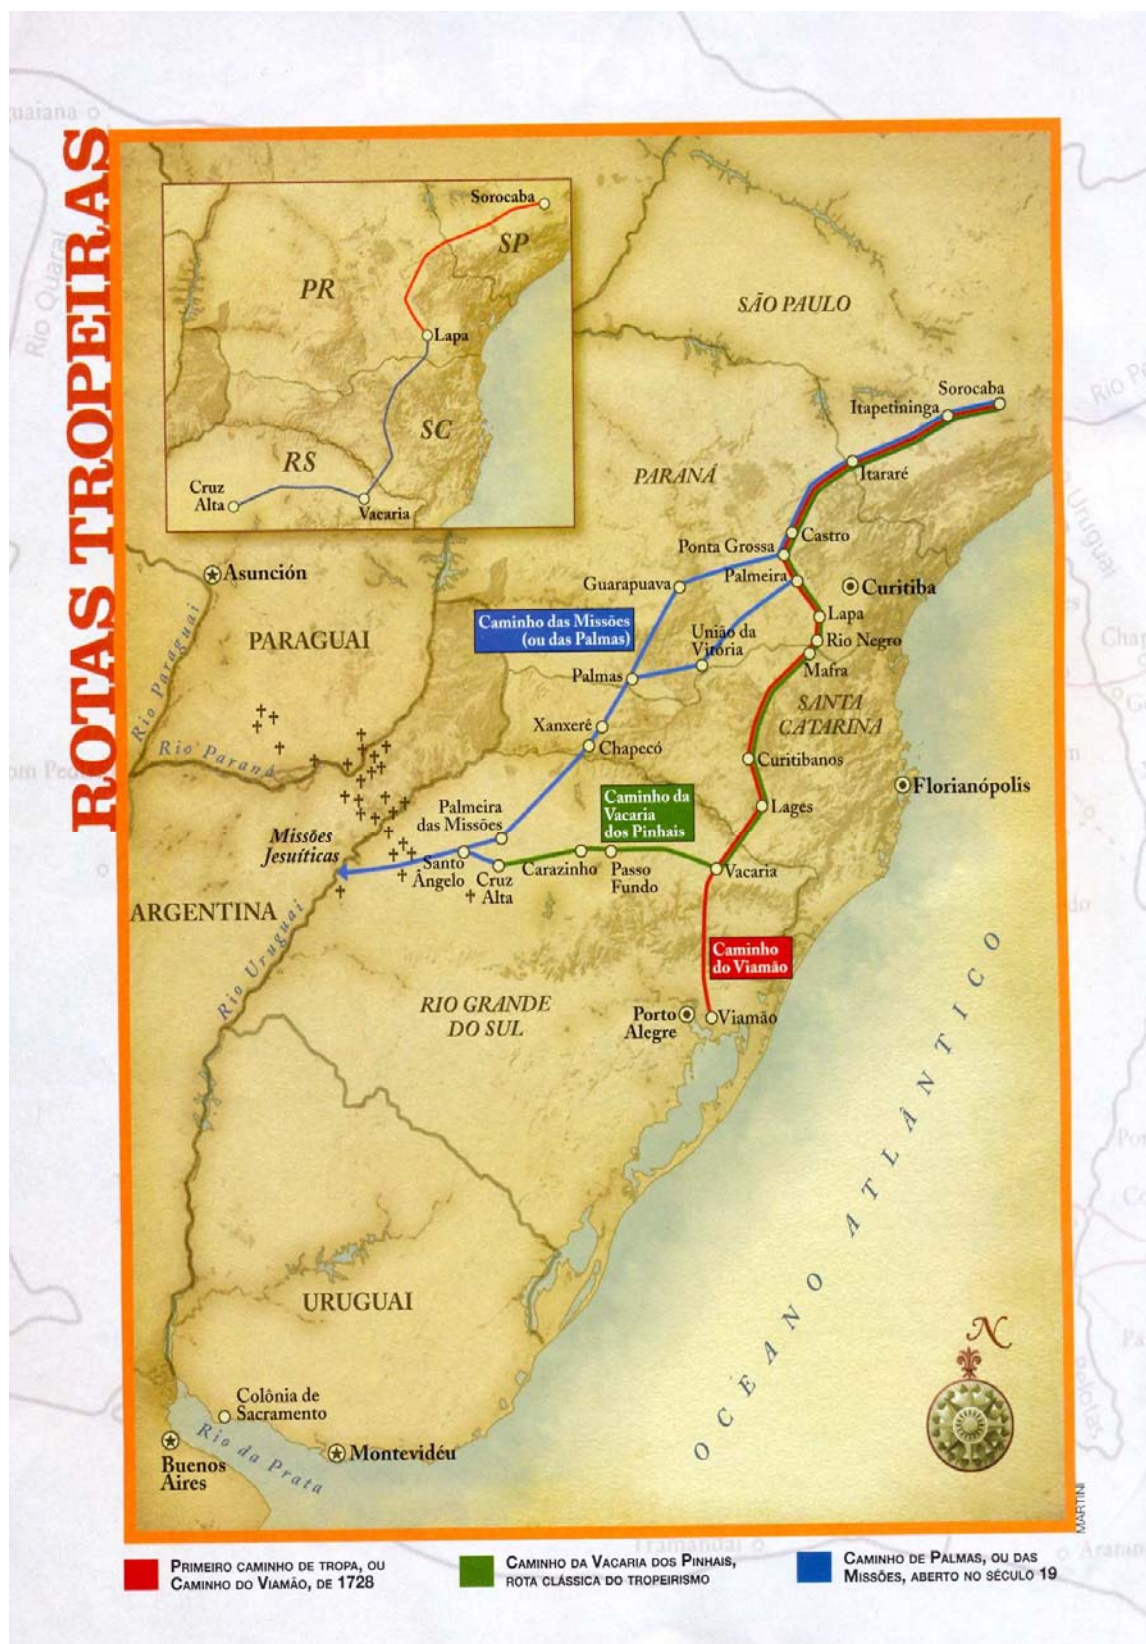 ROTAS TROPEIRAS
Sorocaba
SP
PR
Lapa
SC
RS
Cruz
Alta
Vacaria
SÃO PAULO
Sorocaba
Itapetininga
Itararé
PARANÁ
Castro
Ponta Grossa
Palmeira
Guarapuava
Curitiba
Asunción
Lapa
Caminho das Missões
(ou das Palmas)
União da
Vitória
Rio Negro
PARAGUAI
Rio Paraguai
Mafra
Palmas
SANTA
CATARINA
Xanxerê
Chapecó
Rio Paraná
Curitibanos
Florianópolis
Caminho da
Vacaria
dos Pinhais
Lages
Palmeira
das Missões
Missões
Jesuíticas
Santo
Ângelo
Cruz
Alta
Carazinho
Passo
Fundo
Vacaria
ARGENTINA
Rio Uruguai
Caminho
do Viamão
RIO GRANDE
DO SUL
Porto
Alegre
Viamão
OCEANO ATLÂNTICO
URUGUAI
N
Colônia de
Sacramento
Rio da Prata
Montevidéu
Buenos
Aires
MARTINI
PRIMEIRO CAMINHO DE TROPA, OU
CAMINHO DO VIAMÃO, DE 1728
CAMINHO DA VACARIA DOS PINHAIS,
ROTA CLÁSSICA DO TROPEIRISMO
CAMINHO DE PALMAS, OU DAS
MISSÕES, ABERTO NO SÉCULO 19
Rio Quaraí
Rio Uruguai
Pelotas